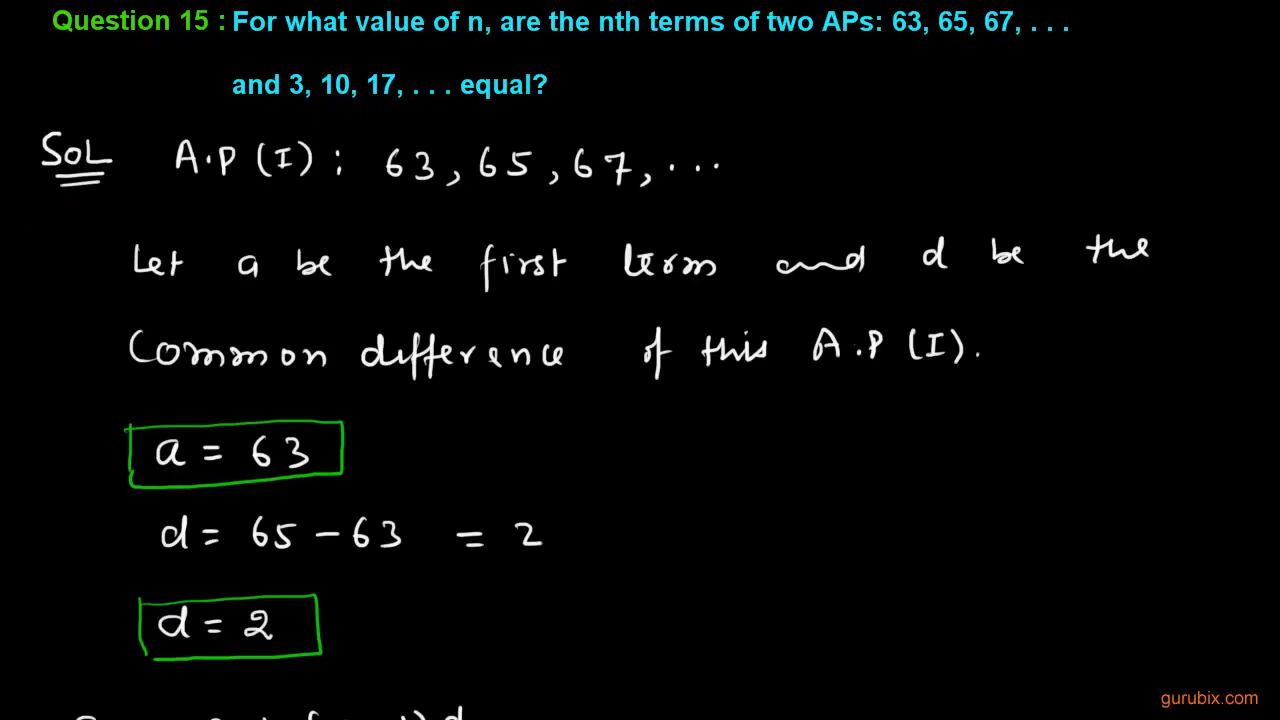 Question 15 : For what value of n, are the nth terms of two APs: 63, 65, 67, . . .
and 3, 10, 17, . . . equal?
SOL A.P (I) : 63, 65, 67, ...
Let a be the first term and d be the
Common difference of this A.P (I).
a = 63
d = 65 - 63 = 2
d = 2
gurubix.com